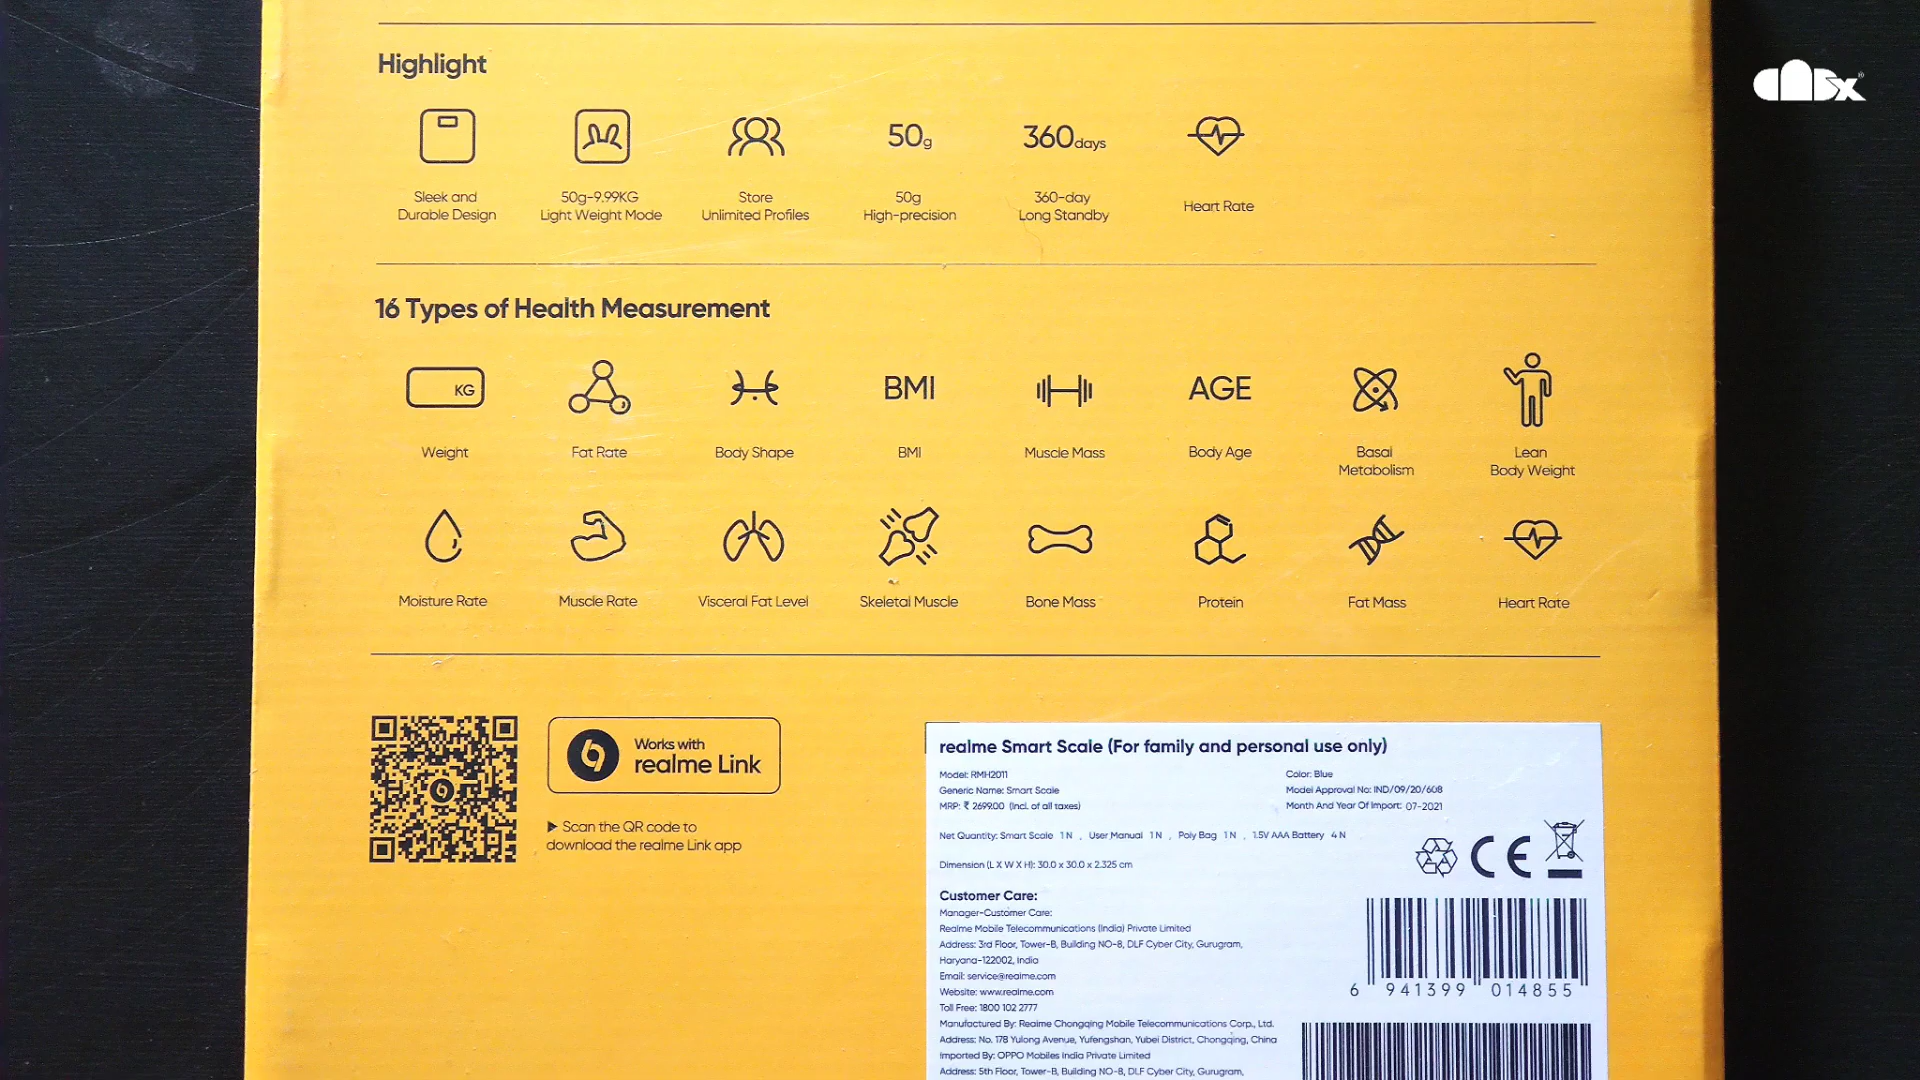 Highlight
50g
360days
Sleek and
Durable Design
50g-9.99KG
Light Weight Mode
Store
Unlimited Profiles
50g
High-precision
360-day
Long Standby
Heart Rate
16 Types of Health Measurement
KG
BMI
AGE
Weight
Fat Rate
Body Shape
BMI
Muscle Mass
Body Age
Basal
Metabolism
Lean
Body Weight
Moisture Rate
Muscle Rate
Visceral Fat Level
Skeletal Muscle
Bone Mass
Protein
Fat Mass
Heart Rate
Works with
realme Link
▶ Scan the QR code to
download the realme Link app
realme Smart Scale (For family and personal use only)
Model: RMH2011
Color: Blue
Generic Name: Smart Scale
Model Approval No: IND/09/20/608
MRP: ₹ 2699.00 (Incl. of all taxes)
Month And Year Of Import: 07-2021
Net Quantity: Smart Scale 1 N , User Manual 1 N , Poly Bag 1 N , 1.5V AAA Battery 4 N
Dimension (L X W X H): 30.0 x 30.0 x 2.325 cm
CE
Customer Care:
Manager-Customer Care:
Realme Mobile Telecommunications (India) Private Limited
Address: 3rd Floor, Tower-B, Building NO-8, DLF Cyber City, Gurugram,
Haryana-122002, India
Email: service@realme.com
Website: www.realme.com
Toll Free: 1800 102 2777
Manufactured By: Realme Chongqing Mobile Telecommunications Corp., Ltd.
Address: No. 178 Yulong Avenue, Yufengshan, Yubei District, Chongqing, China
Imported By: OPPO Mobiles India Private Limited
Address: 5th Floor, Tower-B, Building NO-8, DLF Cyber City, Gurugram,
6 941399 014855